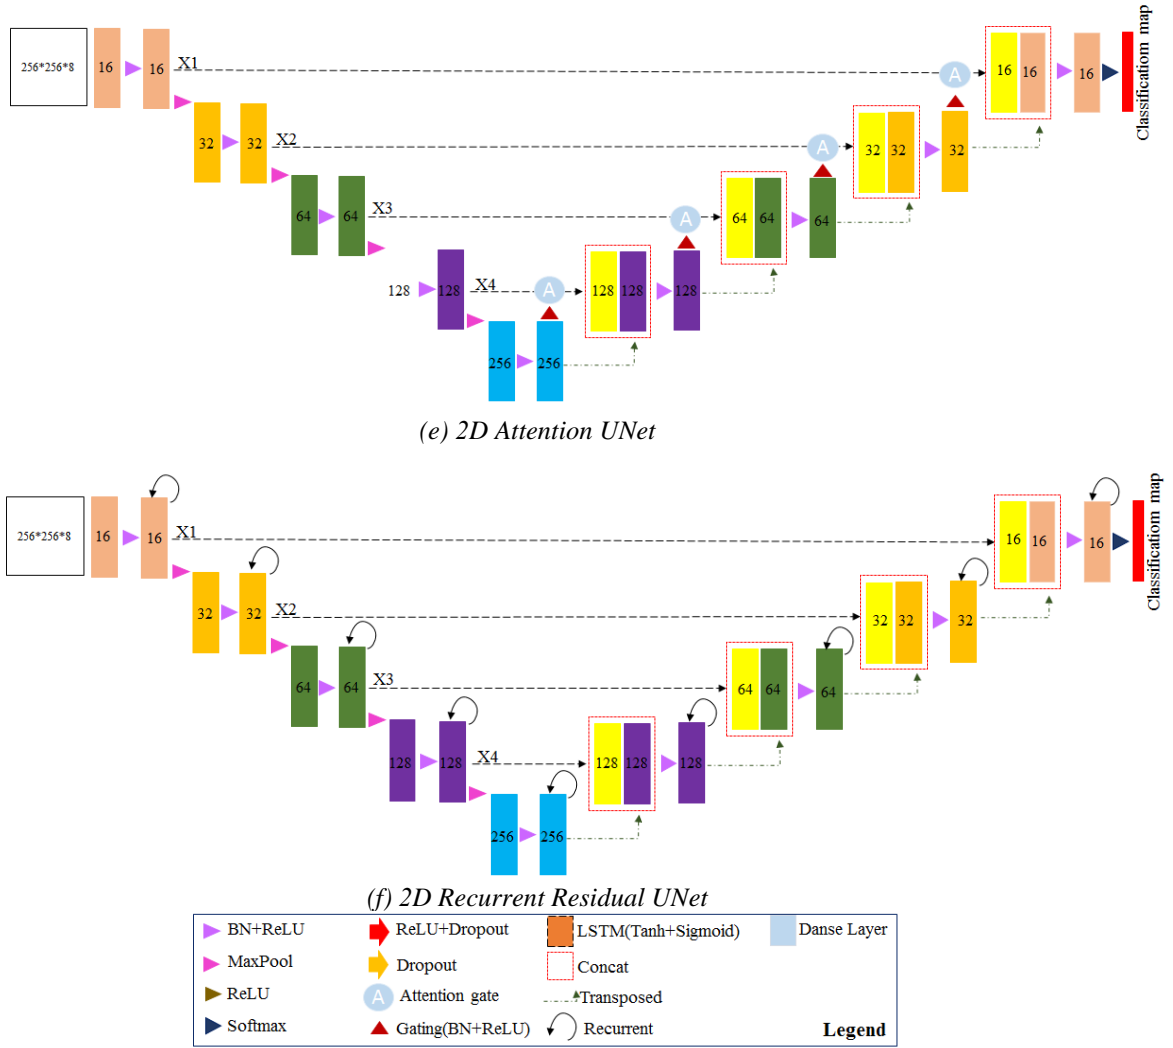 256*256*8
16
16
X1
A
16
16
16
Classification map
32
32
X2
A
32
32
32
64
64
X3
A
64
64
64
128
128
X4
A
128
128
128
256
256
(e) 2D Attention UNet
256*256*8
16
16
X1
16
16
16
Classificatiom map
32
32
X2
32
32
32
64
64
X3
64
64
64
128
128
X4
128
128
128
256
256
(f) 2D Recurrent Residual UNet
BN+ReLU
MaxPool
ReLU
Softmax
ReLU+Dropout
Dropout
A Attention gate
Gating(BN+ReLU)
LSTM(Tanh+Sigmoid)
Concat
Transposed
Recurrent
Danse Layer
Legend